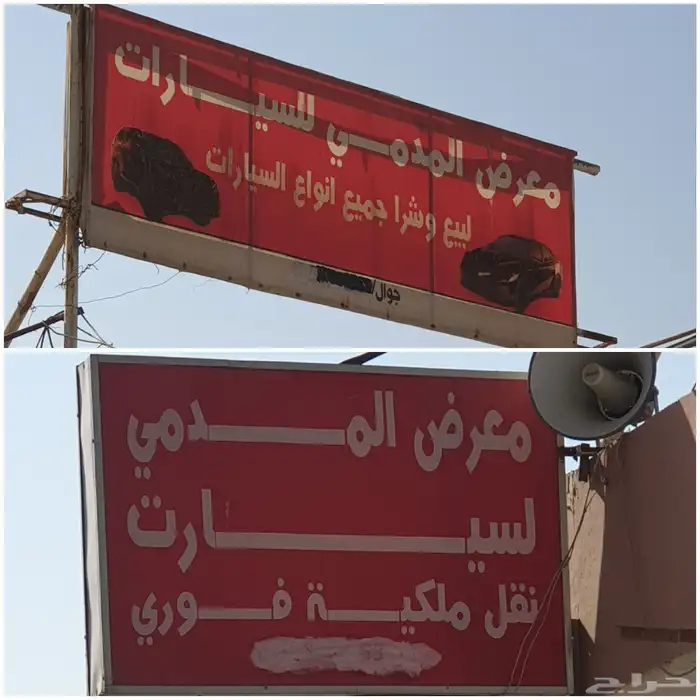 معرض المدمي للسيارات
لبيع وشرا جميع انواع السيارات
جوال/
معرض المدمي
لسيارت
نقل ملكية فوري
حراج